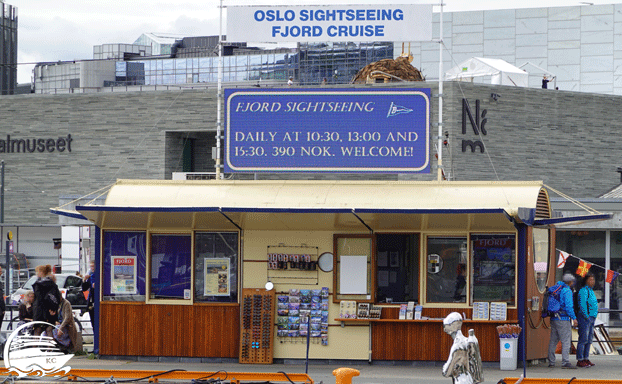 OSLO SIGHTSEEING
FJORD CRUISE
FJORD SIGHTSEEING
DAILY AT 10:30, 13:00 AND
15:30. 390 NOK. WELCOME!
almuseet
FJORD
KC